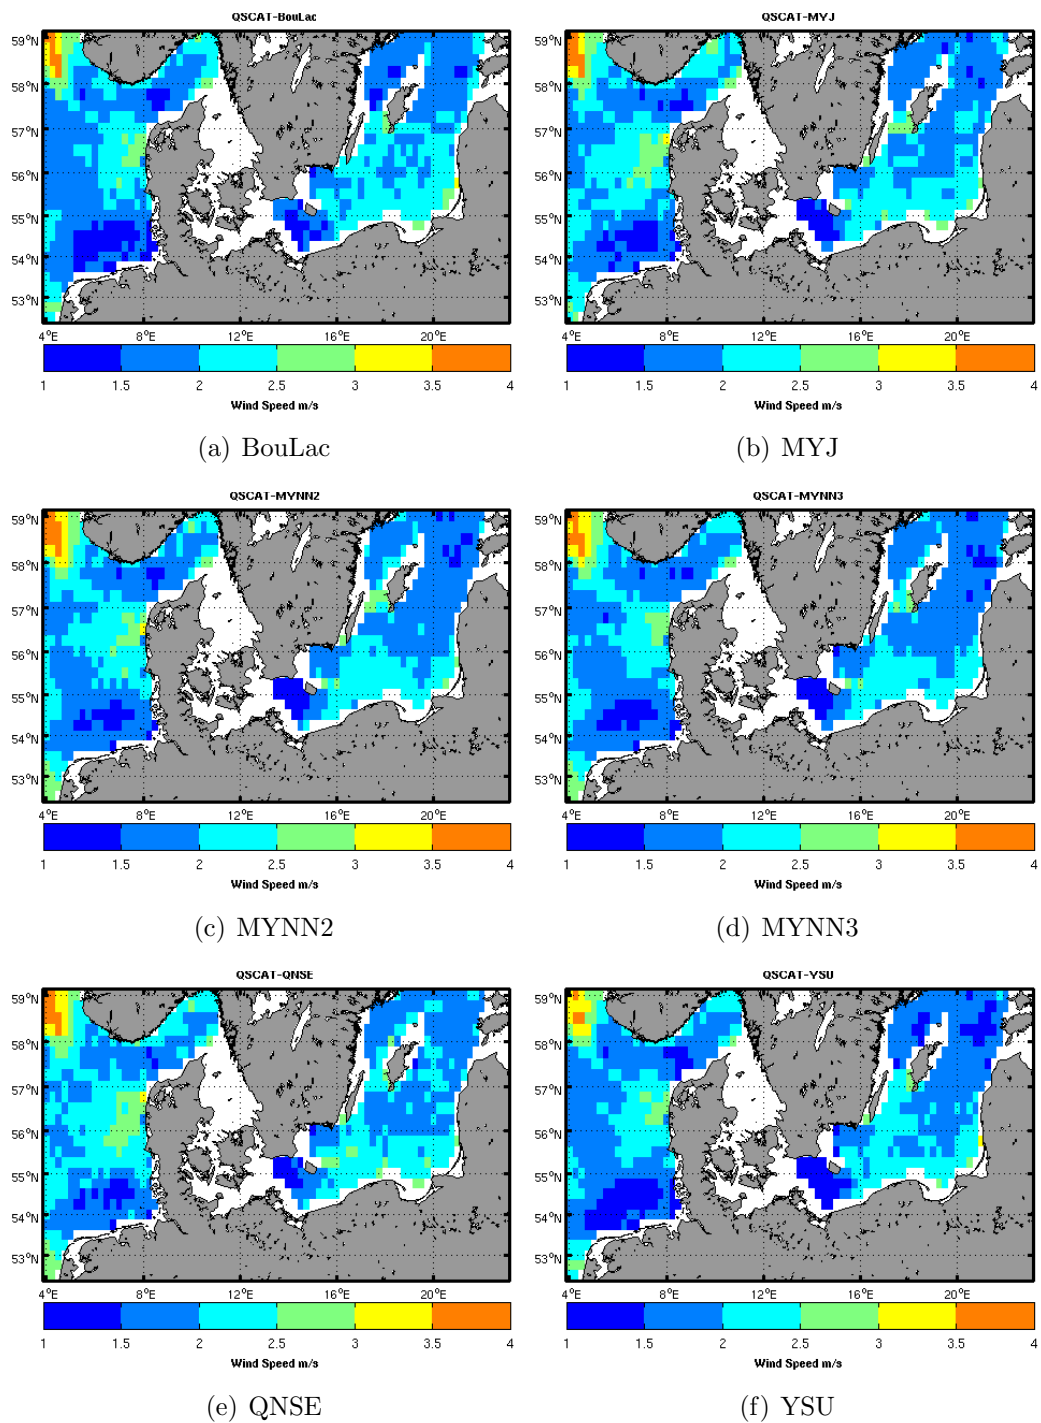 QSCAT-BouLac
59°N
58°N
57°N
56°N
55°N
54°N
53°N
4°E 8°E 12°E 16°E 20°E
1 1.5 2 2.5 3 3.5 4
Wind Speed m/s
(a) BouLac
QSCAT-MYJ
59°N
58°N
57°N
56°N
55°N
54°N
53°N
4°E 8°E 12°E 16°E 20°E
1 1.5 2 2.5 3 3.5 4
Wind Speed m/s
(b) MYJ
QSCAT-MYNN2
59°N
58°N
57°N
56°N
55°N
54°N
53°N
4°E 8°E 12°E 16°E 20°E
1 1.5 2 2.5 3 3.5 4
Wind Speed m/s
(c) MYNN2
QSCAT-MYNN3
59°N
58°N
57°N
56°N
55°N
54°N
53°N
4°E 8°E 12°E 16°E 20°E
1 1.5 2 2.5 3 3.5 4
Wind Speed m/s
(d) MYNN3
QSCAT-QNSE
59°N
58°N
57°N
56°N
55°N
54°N
53°N
4°E 8°E 12°E 16°E 20°E
1 1.5 2 2.5 3 3.5 4
Wind Speed m/s
(e) QNSE
QSCAT-YSU
59°N
58°N
57°N
56°N
55°N
54°N
53°N
4°E 8°E 12°E 16°E 20°E
1 1.5 2 2.5 3 3.5 4
Wind Speed m/s
(f) YSU